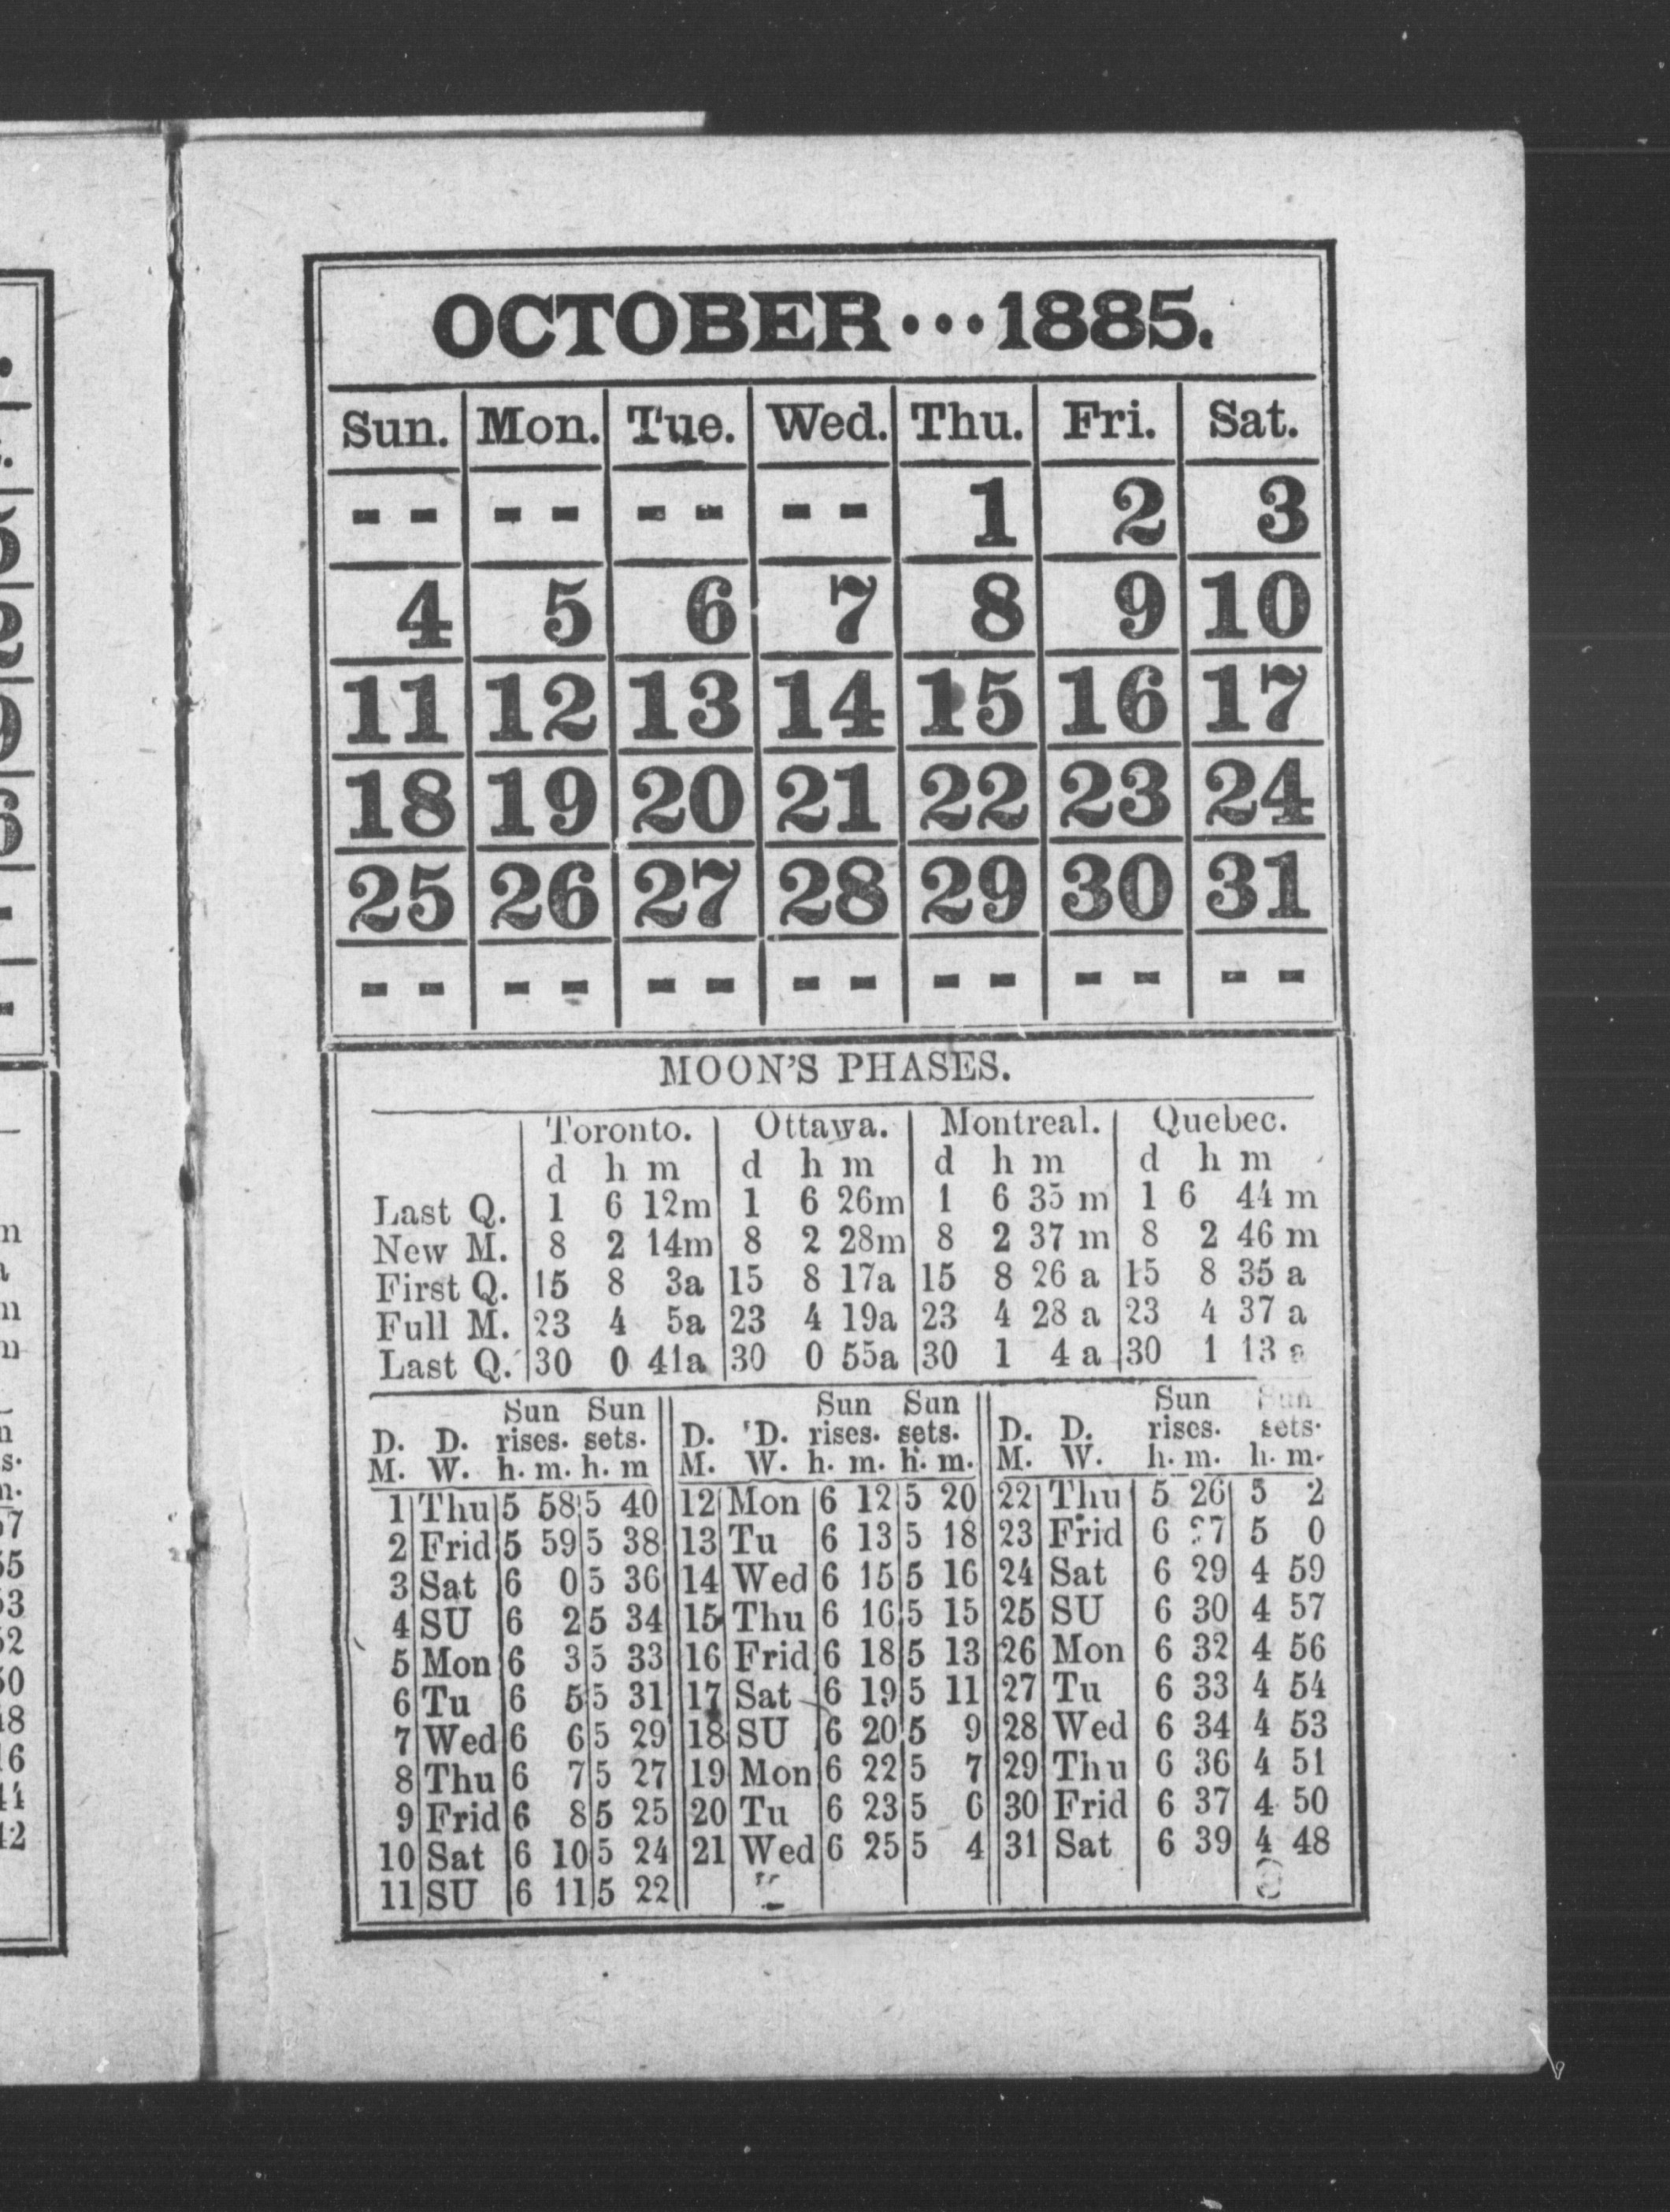 OCTOBER···1885.
Sun. Mon. Tue. Wed. Thu. Fri. Sat.
- - - - - - - - 1 2 3
4 5 6 7 8 9 10
11 12 13 14 15 16 17
18 19 20 21 22 23 24
25 26 27 28 29 30 31
- - - - - - - - - - - - - -
MOON'S PHASES.
Toronto. Ottawa. Montreal. Quebec.
d h m d h m d h m d h m
Last Q. 1 6 12m 1 6 26m 1 6 35 m 1 6 44 m
New M. 8 2 14m 8 2 28m 8 2 37 m 8 2 46 m
First Q. 15 8 3a 15 8 17a 15 8 26 a 15 8 35 a
Full M. 23 4 5a 23 4 19a 23 4 28 a 23 4 37 a
Last Q. 30 0 41a 30 0 55a 30 1 4 a 30 1 13 a
Sun Sun Sun Sun Sun Sun
D. D. rises. sets. D. D. rises. sets. D. D. rises. sets.
M. W. h. m. h. m M. W. h. m. h. m. M. W. h. m. h. m.
1 Thu 5 58 5 40 12 Mon 6 12 5 20 22 Thu 5 26 5 2
2 Frid 5 59 5 38 13 Tu 6 13 5 18 23 Frid 6 27 5 0
3 Sat 6 0 5 36 14 Wed 6 15 5 16 24 Sat 6 29 4 59
4 SU 6 2 5 34 15 Thu 6 16 5 15 25 SU 6 30 4 57
5 Mon 6 3 5 33 16 Frid 6 18 5 13 26 Mon 6 32 4 56
6 Tu 6 5 5 31 17 Sat 6 19 5 11 27 Tu 6 33 4 54
7 Wed 6 6 5 29 18 SU 6 20 5 9 28 Wed 6 34 4 53
8 Thu 6 7 5 27 19 Mon 6 22 5 7 29 Thu 6 36 4 51
9 Frid 6 8 5 25 20 Tu 6 23 5 6 30 Frid 6 37 4 50
10 Sat 6 10 5 24 21 Wed 6 25 5 4 31 Sat 6 39 4 48
11 SU 6 11 5 22